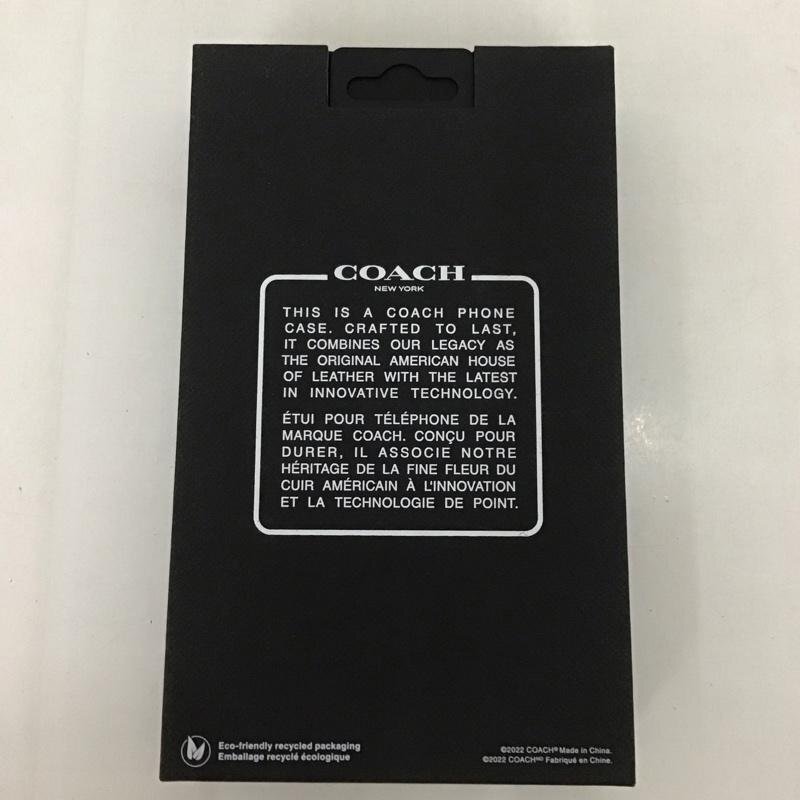 COACH
NEW YORK
THIS IS A COACH PHONE
CASE. CRAFTED TO LAST,
IT COMBINES OUR LEGACY AS
THE ORIGINAL AMERICAN HOUSE
OF LEATHER WITH THE LATEST
IN INNOVATIVE TECHNOLOGY.
ÉTUI POUR TÉLÉPHONE DE LA
MARQUE COACH. CONÇU POUR
DURER, IL ASSOCIE NOTRE
HÉRITAGE DE LA FINE FLEUR DU
CUIR AMÉRICAIN À L'INNOVATION
ET LA TECHNOLOGIE DE POINT.
Eco-friendly recycled packaging
Emballage recyclé écologique
©2022 COACH® Made in China.
©2022 COACHᴹᴰ Fabriqué en Chine.